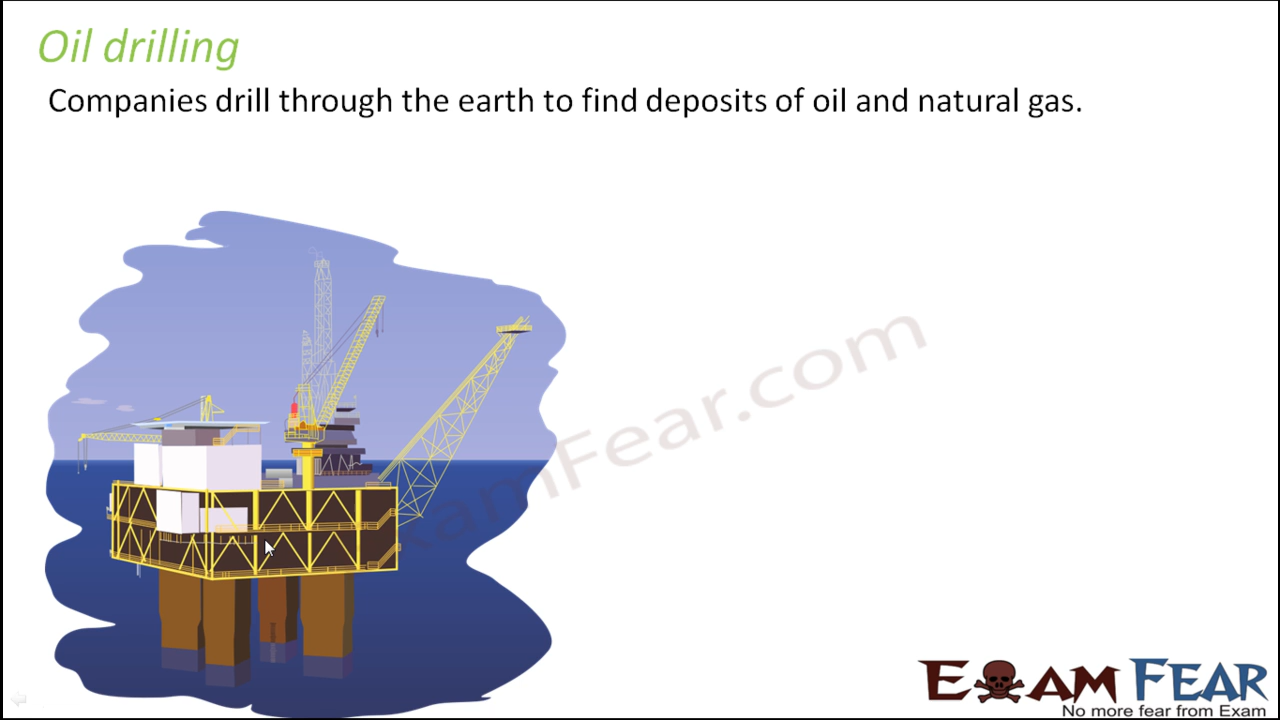 Oil drilling
Companies drill through the earth to find deposits of oil and natural gas.
ExamFear.com
EXAM FEAR
No more fear from Exam